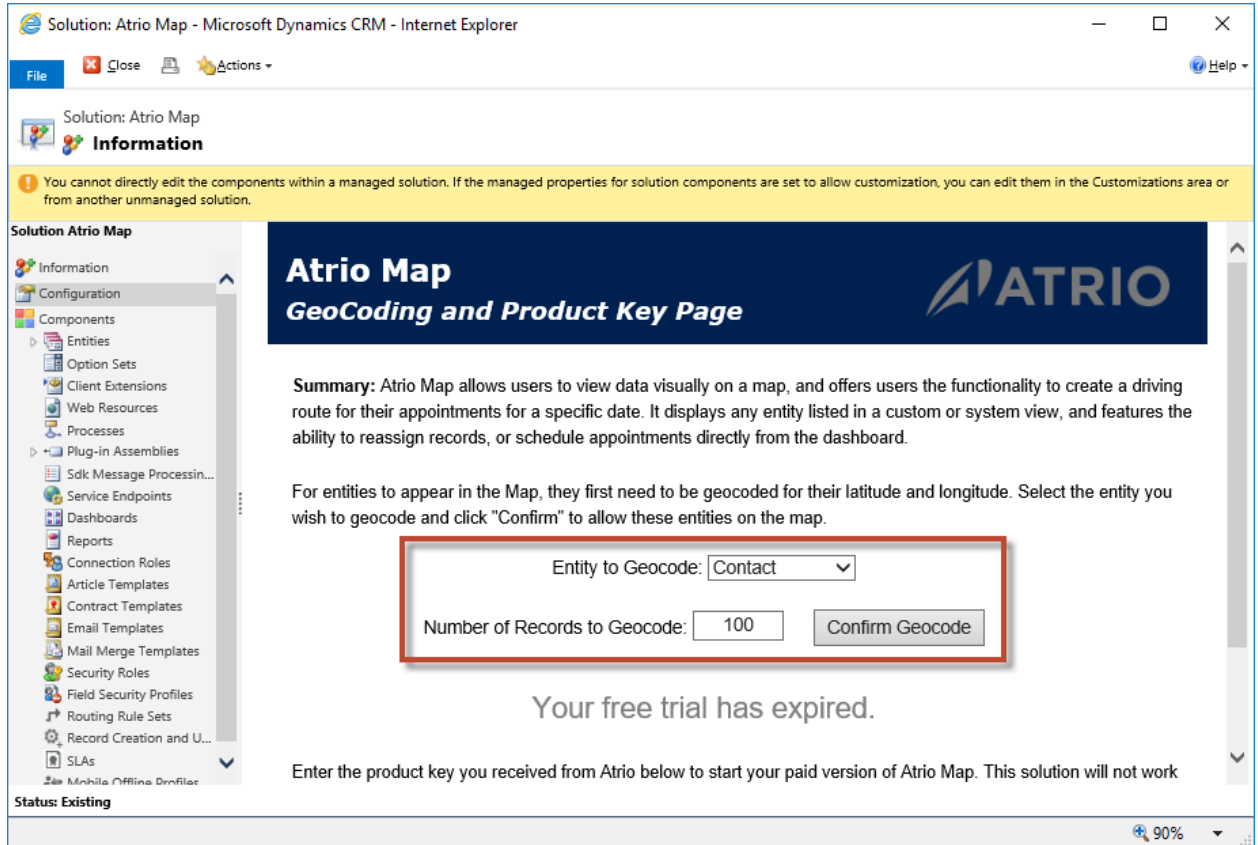 Solution: Atrio Map - Microsoft Dynamics CRM - Internet Explorer
File
Close
Actions
Help
Solution: Atrio Map
Information
You cannot directly edit the components within a managed solution. If the managed properties for solution components are set to allow customization, you can edit them in the Customizations area or
from another unmanaged solution.
Solution Atrio Map
Information
Configuration
Components
Entities
Option Sets
Client Extensions
Web Resources
Processes
Plug-in Assemblies
Sdk Message Processin...
Service Endpoints
Dashboards
Reports
Connection Roles
Article Templates
Contract Templates
Email Templates
Mail Merge Templates
Security Roles
Field Security Profiles
Routing Rule Sets
Record Creation and U...
SLAs
Mobile Offline Profiles
Atrio Map
GeoCoding and Product Key Page
ATRIO
Summary: Atrio Map allows users to view data visually on a map, and offers users the functionality to create a driving
route for their appointments for a specific date. It displays any entity listed in a custom or system view, and features the
ability to reassign records, or schedule appointments directly from the dashboard.
For entities to appear in the Map, they first need to be geocoded for their latitude and longitude. Select the entity you
wish to geocode and click "Confirm" to allow these entities on the map.
Entity to Geocode: Contact
Number of Records to Geocode: 100 Confirm Geocode
Your free trial has expired.
Enter the product key you received from Atrio below to start your paid version of Atrio Map. This solution will not work
Status: Existing
90%